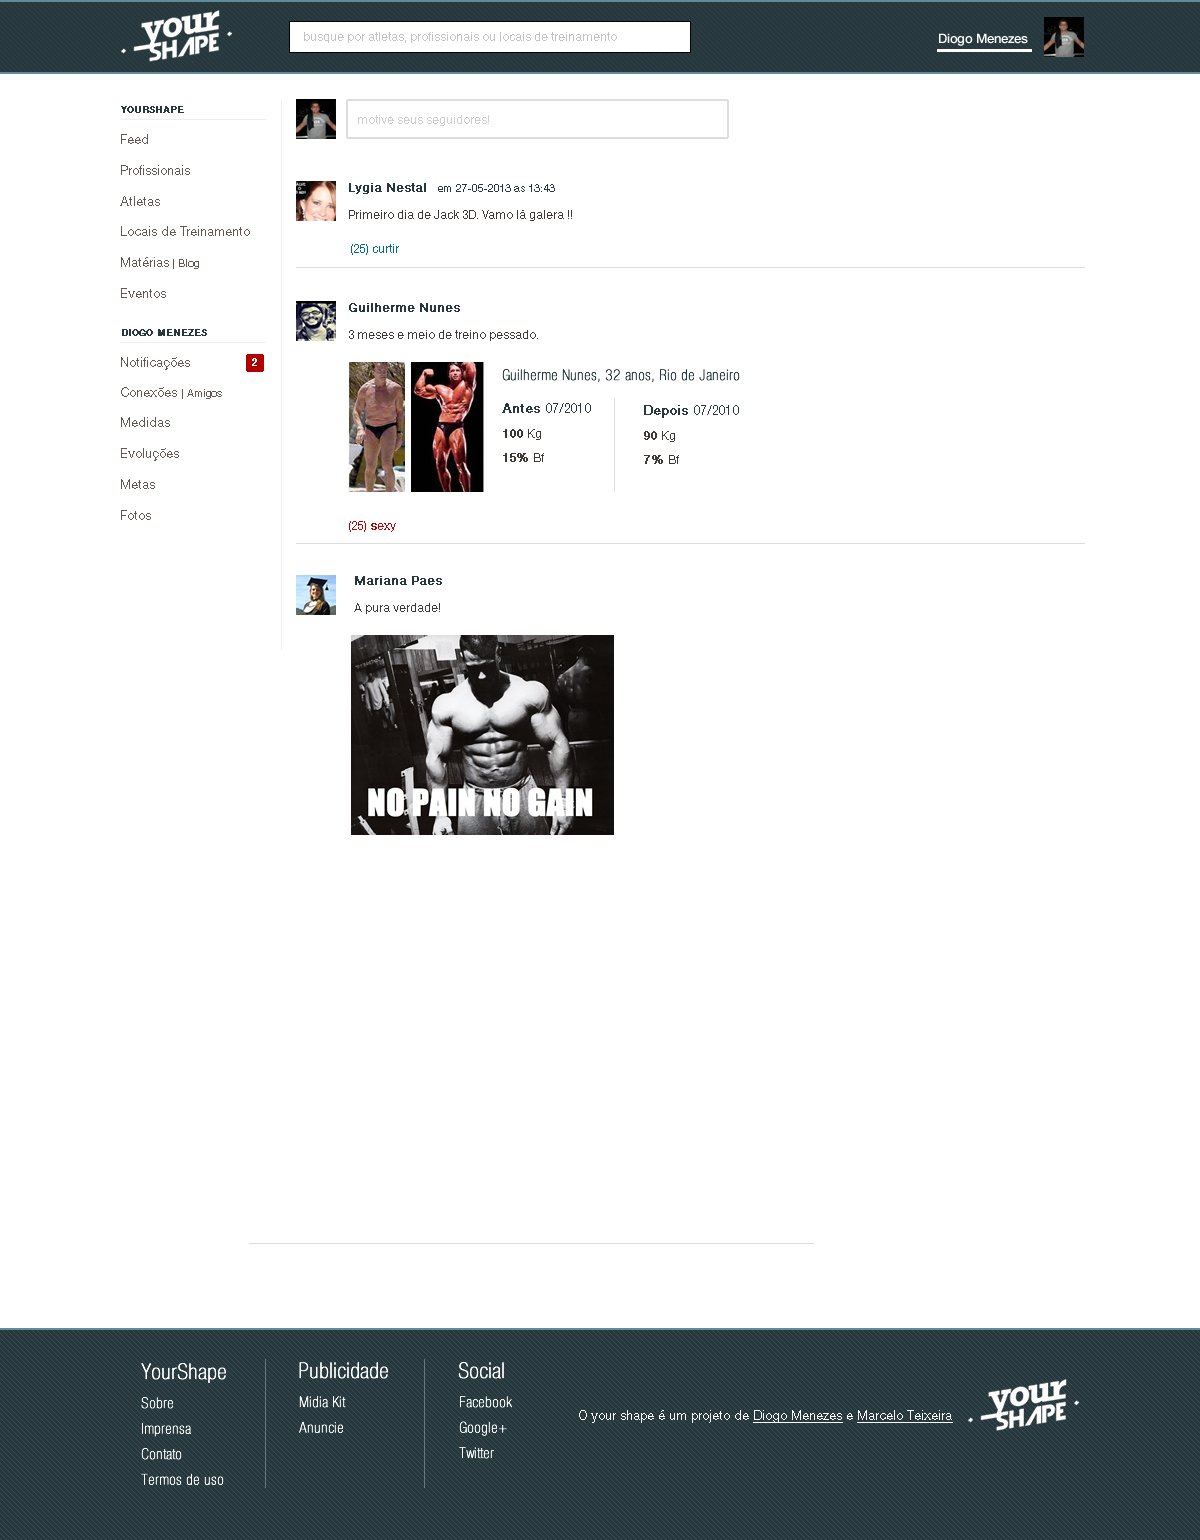 your
SHAPE
busque por atletas, profissionais ou locais de treinamento
Diogo Menezes
YOURSHAPE
Feed
Profissionais
Atletas
Locais de Treinamento
Matérias | Blog
Eventos
DIOGO MENEZES
Notificações 2
Conexões | Amigos
Medidas
Evoluções
Metas
Fotos
motive seus seguidores!
Lygia Nestal em 27-05-2013 as 13:43
Primeiro dia de Jack 3D. Vamo lá galera !!
(25) curtir
Guilherme Nunes
3 meses e meio de treino pessado.
Guilherme Nunes, 32 anos, Rio de Janeiro
Antes 07/2010
100 Kg
15% Bf
Depois 07/2010
90 Kg
7% Bf
(25) sexy
Mariana Paes
A pura verdade!
NO PAIN NO GAIN
YourShape
Sobre
Imprensa
Contato
Termos de uso
Publicidade
Midia Kit
Anuncie
Social
Facebook
Google+
Twitter
O your shape é um projeto de Diogo Menezes e Marcelo Teixeira
your
SHAPE